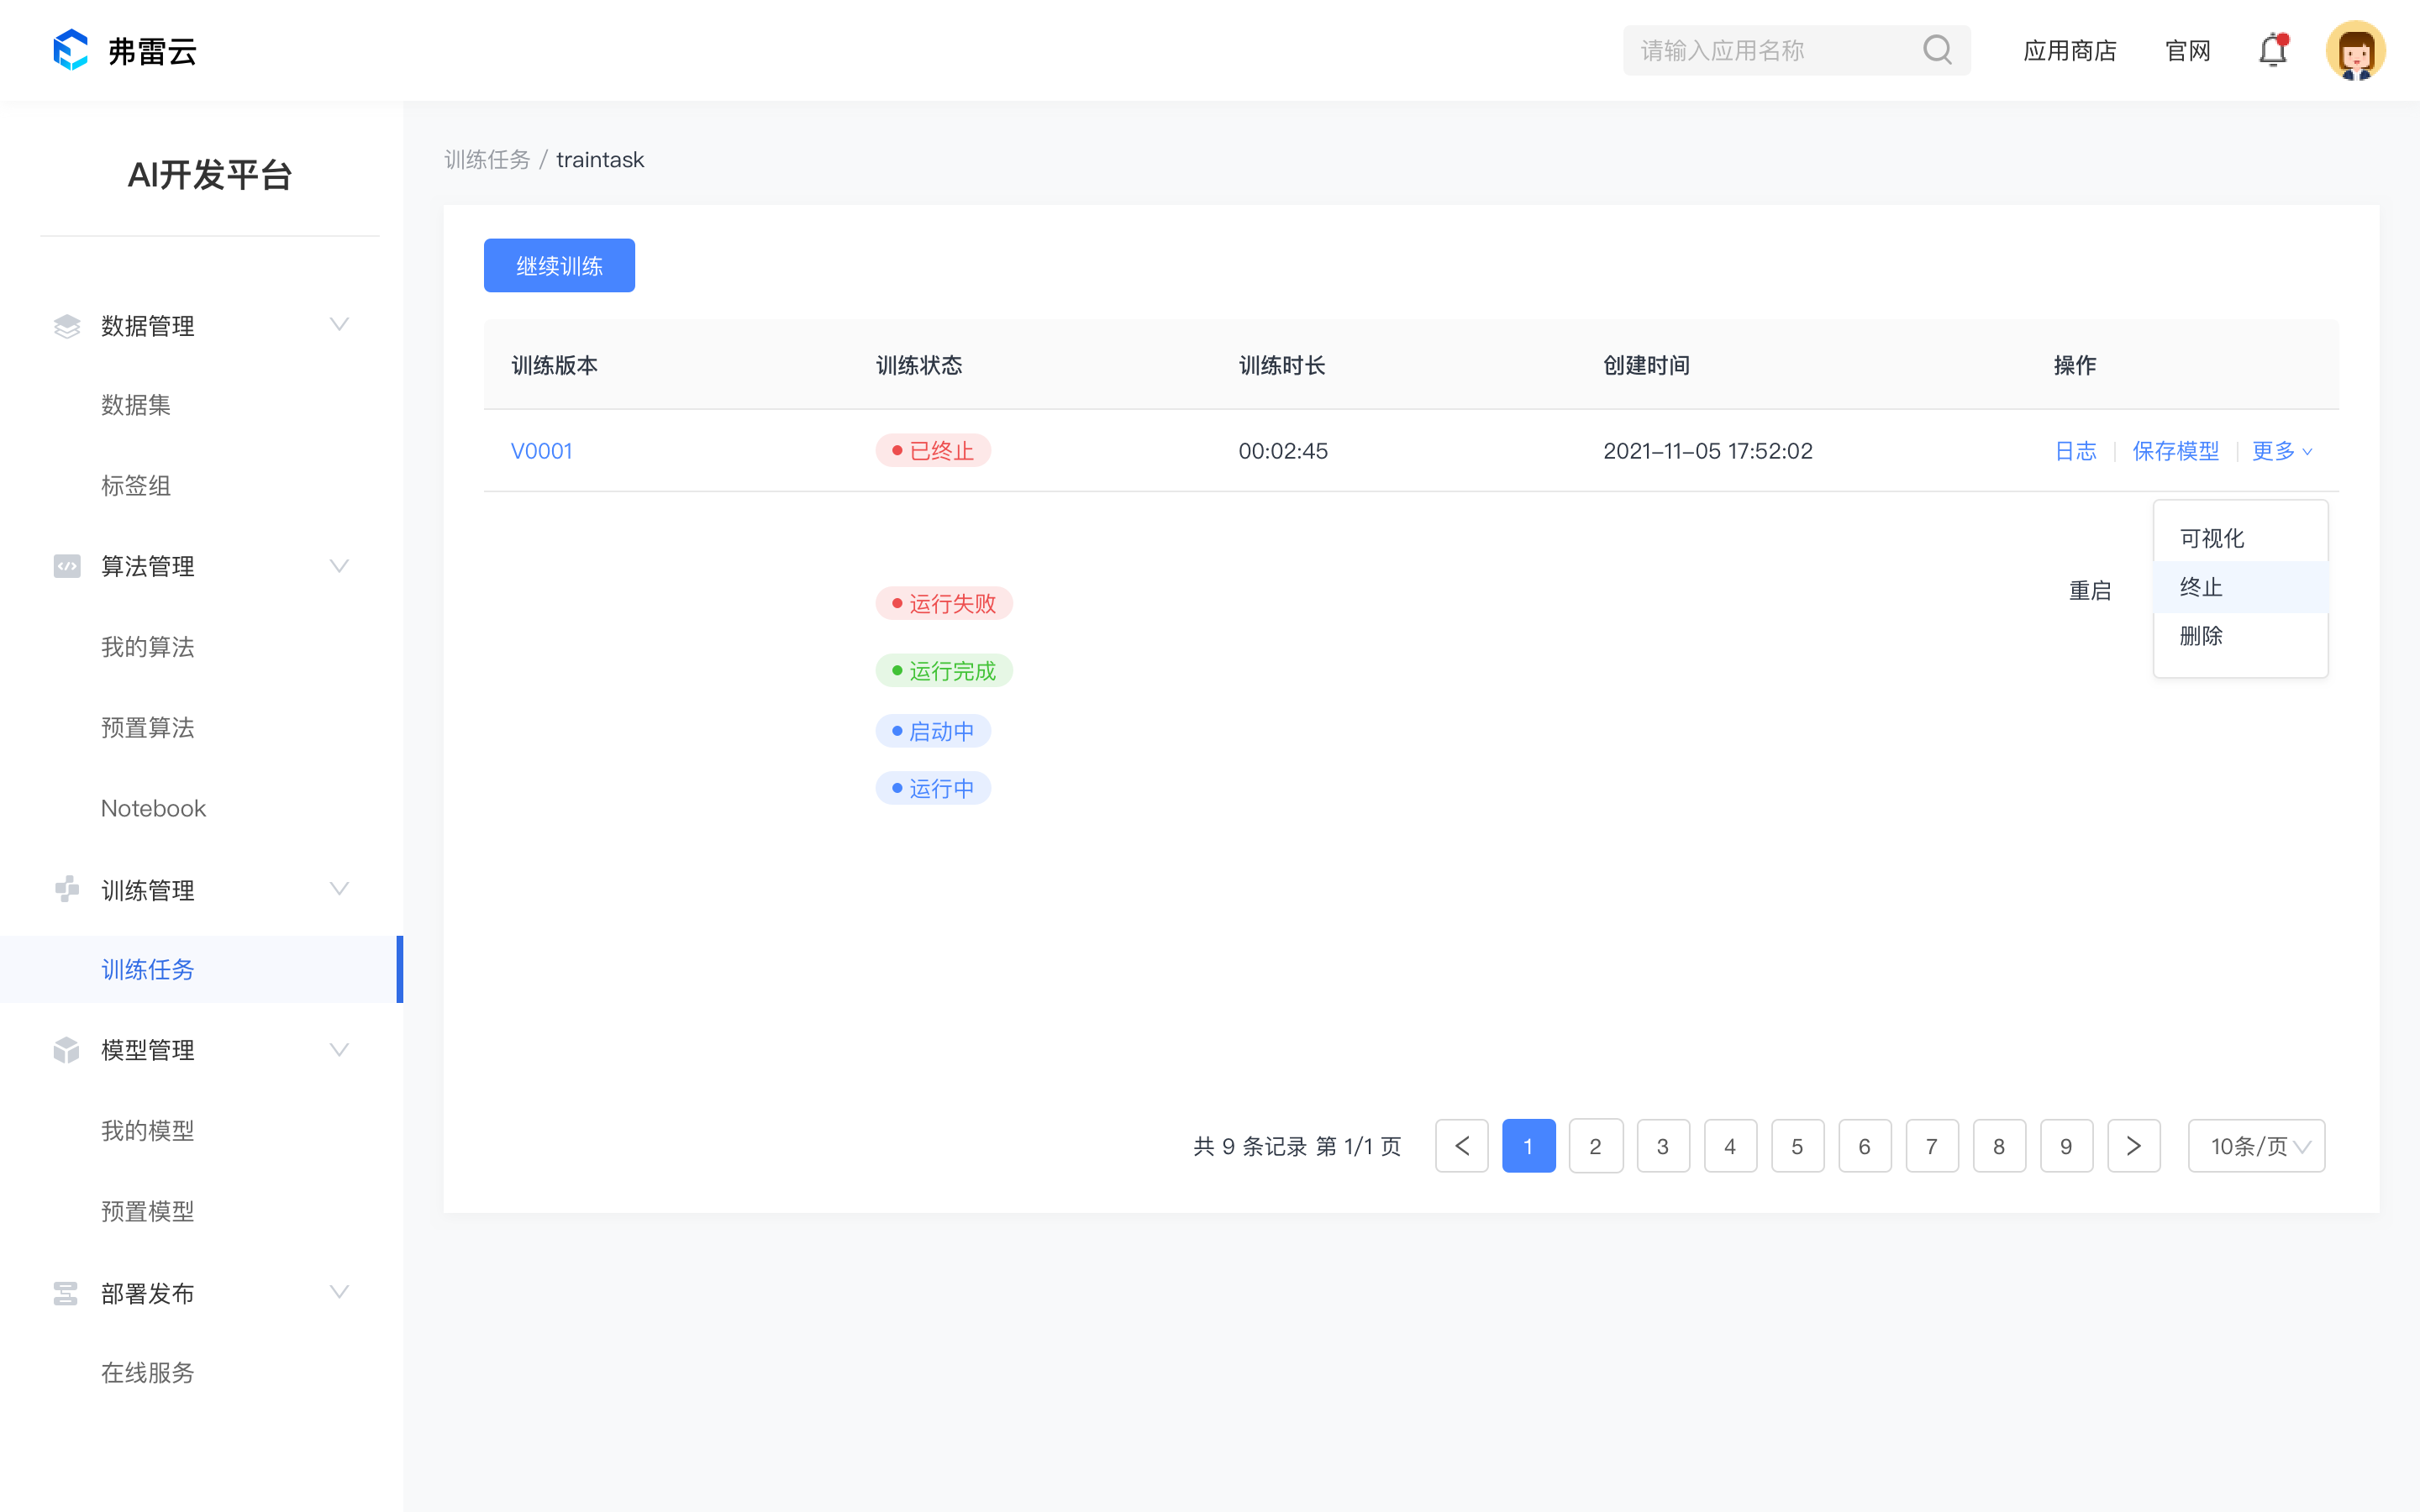 弗雷云
请输入应用名称
应用商店
官网
AI开发平台
数据管理
数据集
标签组
算法管理
我的算法
预置算法
Notebook
训练管理
训练任务
模型管理
我的模型
预置模型
部署发布
在线服务
训练任务 / traintask
继续训练
训练版本 训练状态 训练时长 创建时间 操作
V0001 已终止 00:02:45 2021-11-05 17:52:02 日志 保存模型 更多
可视化
重启
终止
删除
运行失败
运行完成
启动中
运行中
共 9 条记录 第 1/1 页 < 1 2 3 4 5 6 7 8 9 > 10条/页